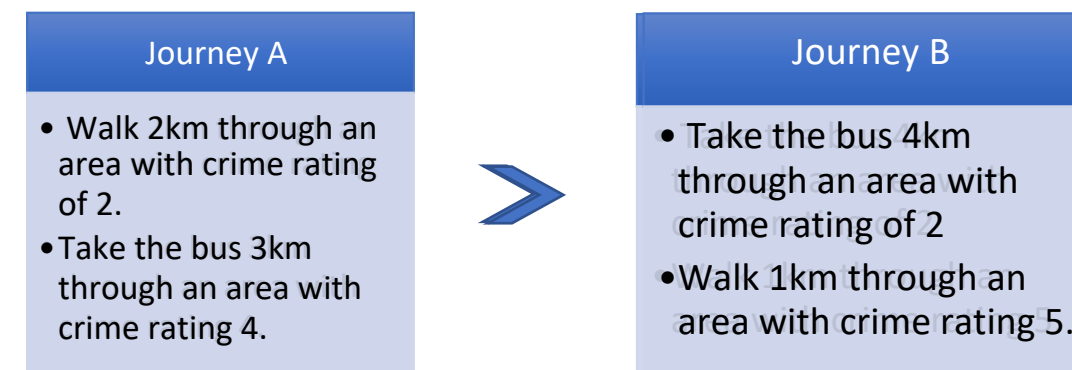 Journey A
• Walk 2km through an
area with crime rating
of 2.
•Take the bus 3km
through an area with
crime rating 4.
Journey B
• Take the bus 4km
through an area with
crime rating of 2
•Walk 1km through an
area with crime rating 5.